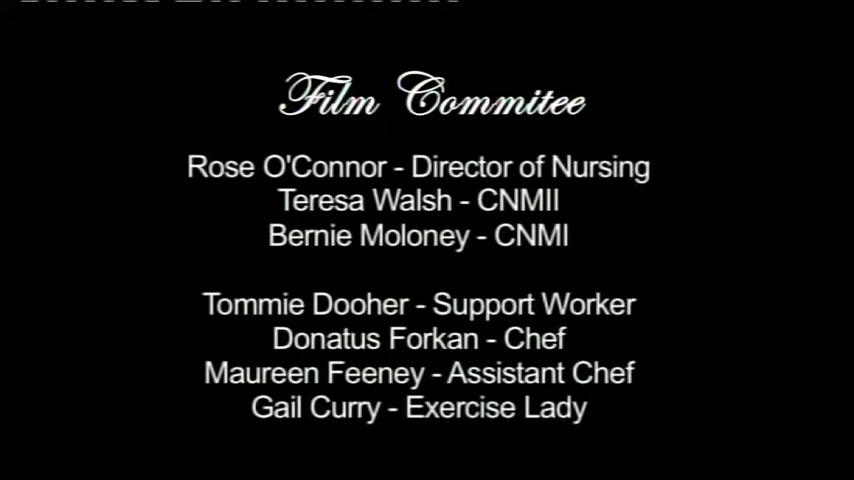 Film Commitee
Rose O'Connor - Director of Nursing
Teresa Walsh - CNMII
Bernie Moloney - CNMI
Tommie Dooher - Support Worker
Donatus Forkan - Chef
Maureen Feeney - Assistant Chef
Gail Curry - Exercise Lady